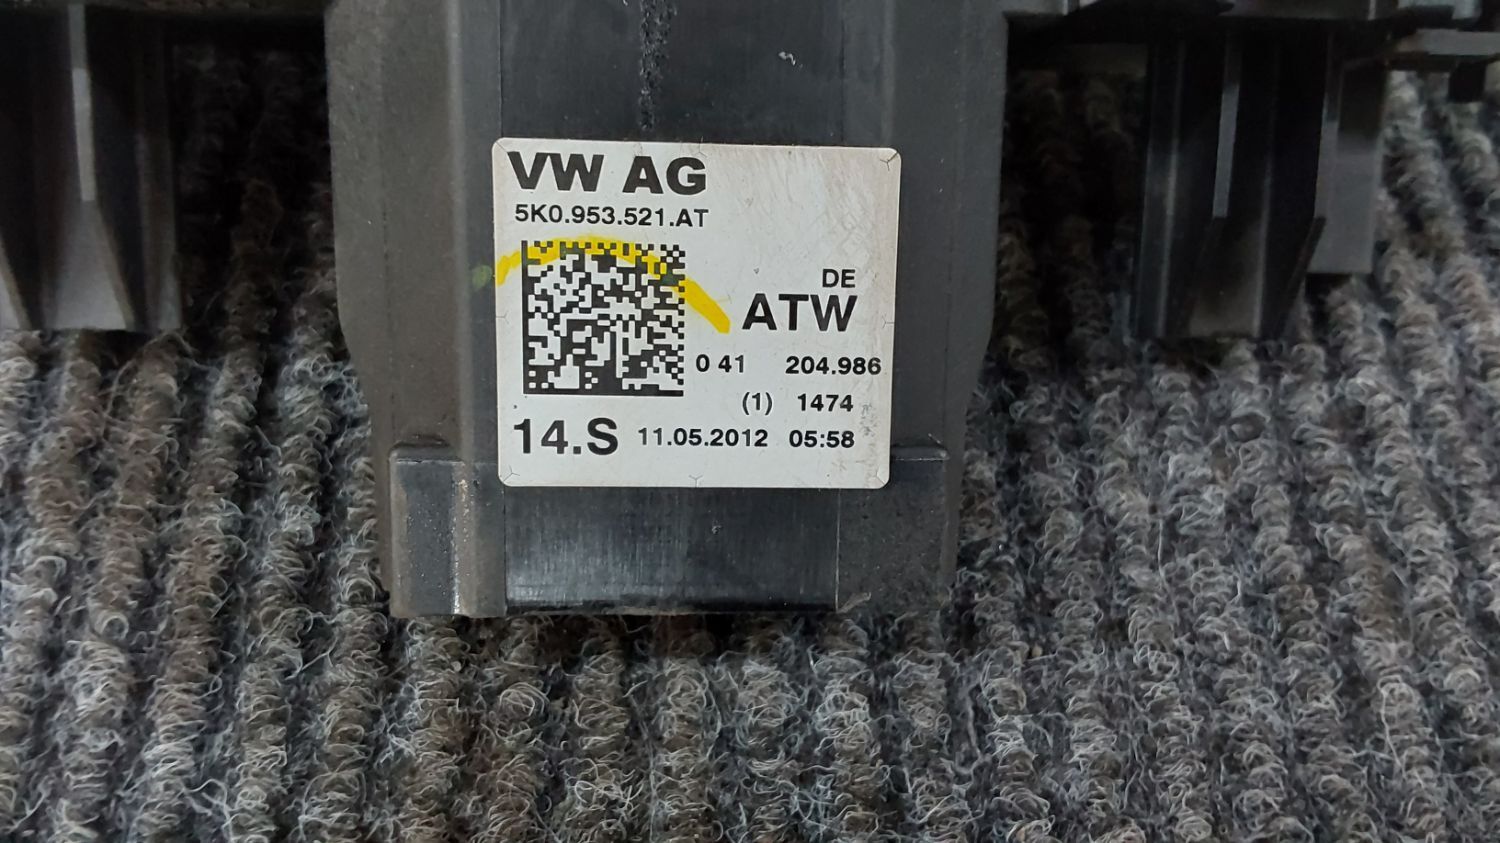 VW AG
5K0.953.521.AT
DE
ATW
0 41 204.986
(1) 1474
14.S 11.05.2012 05:58